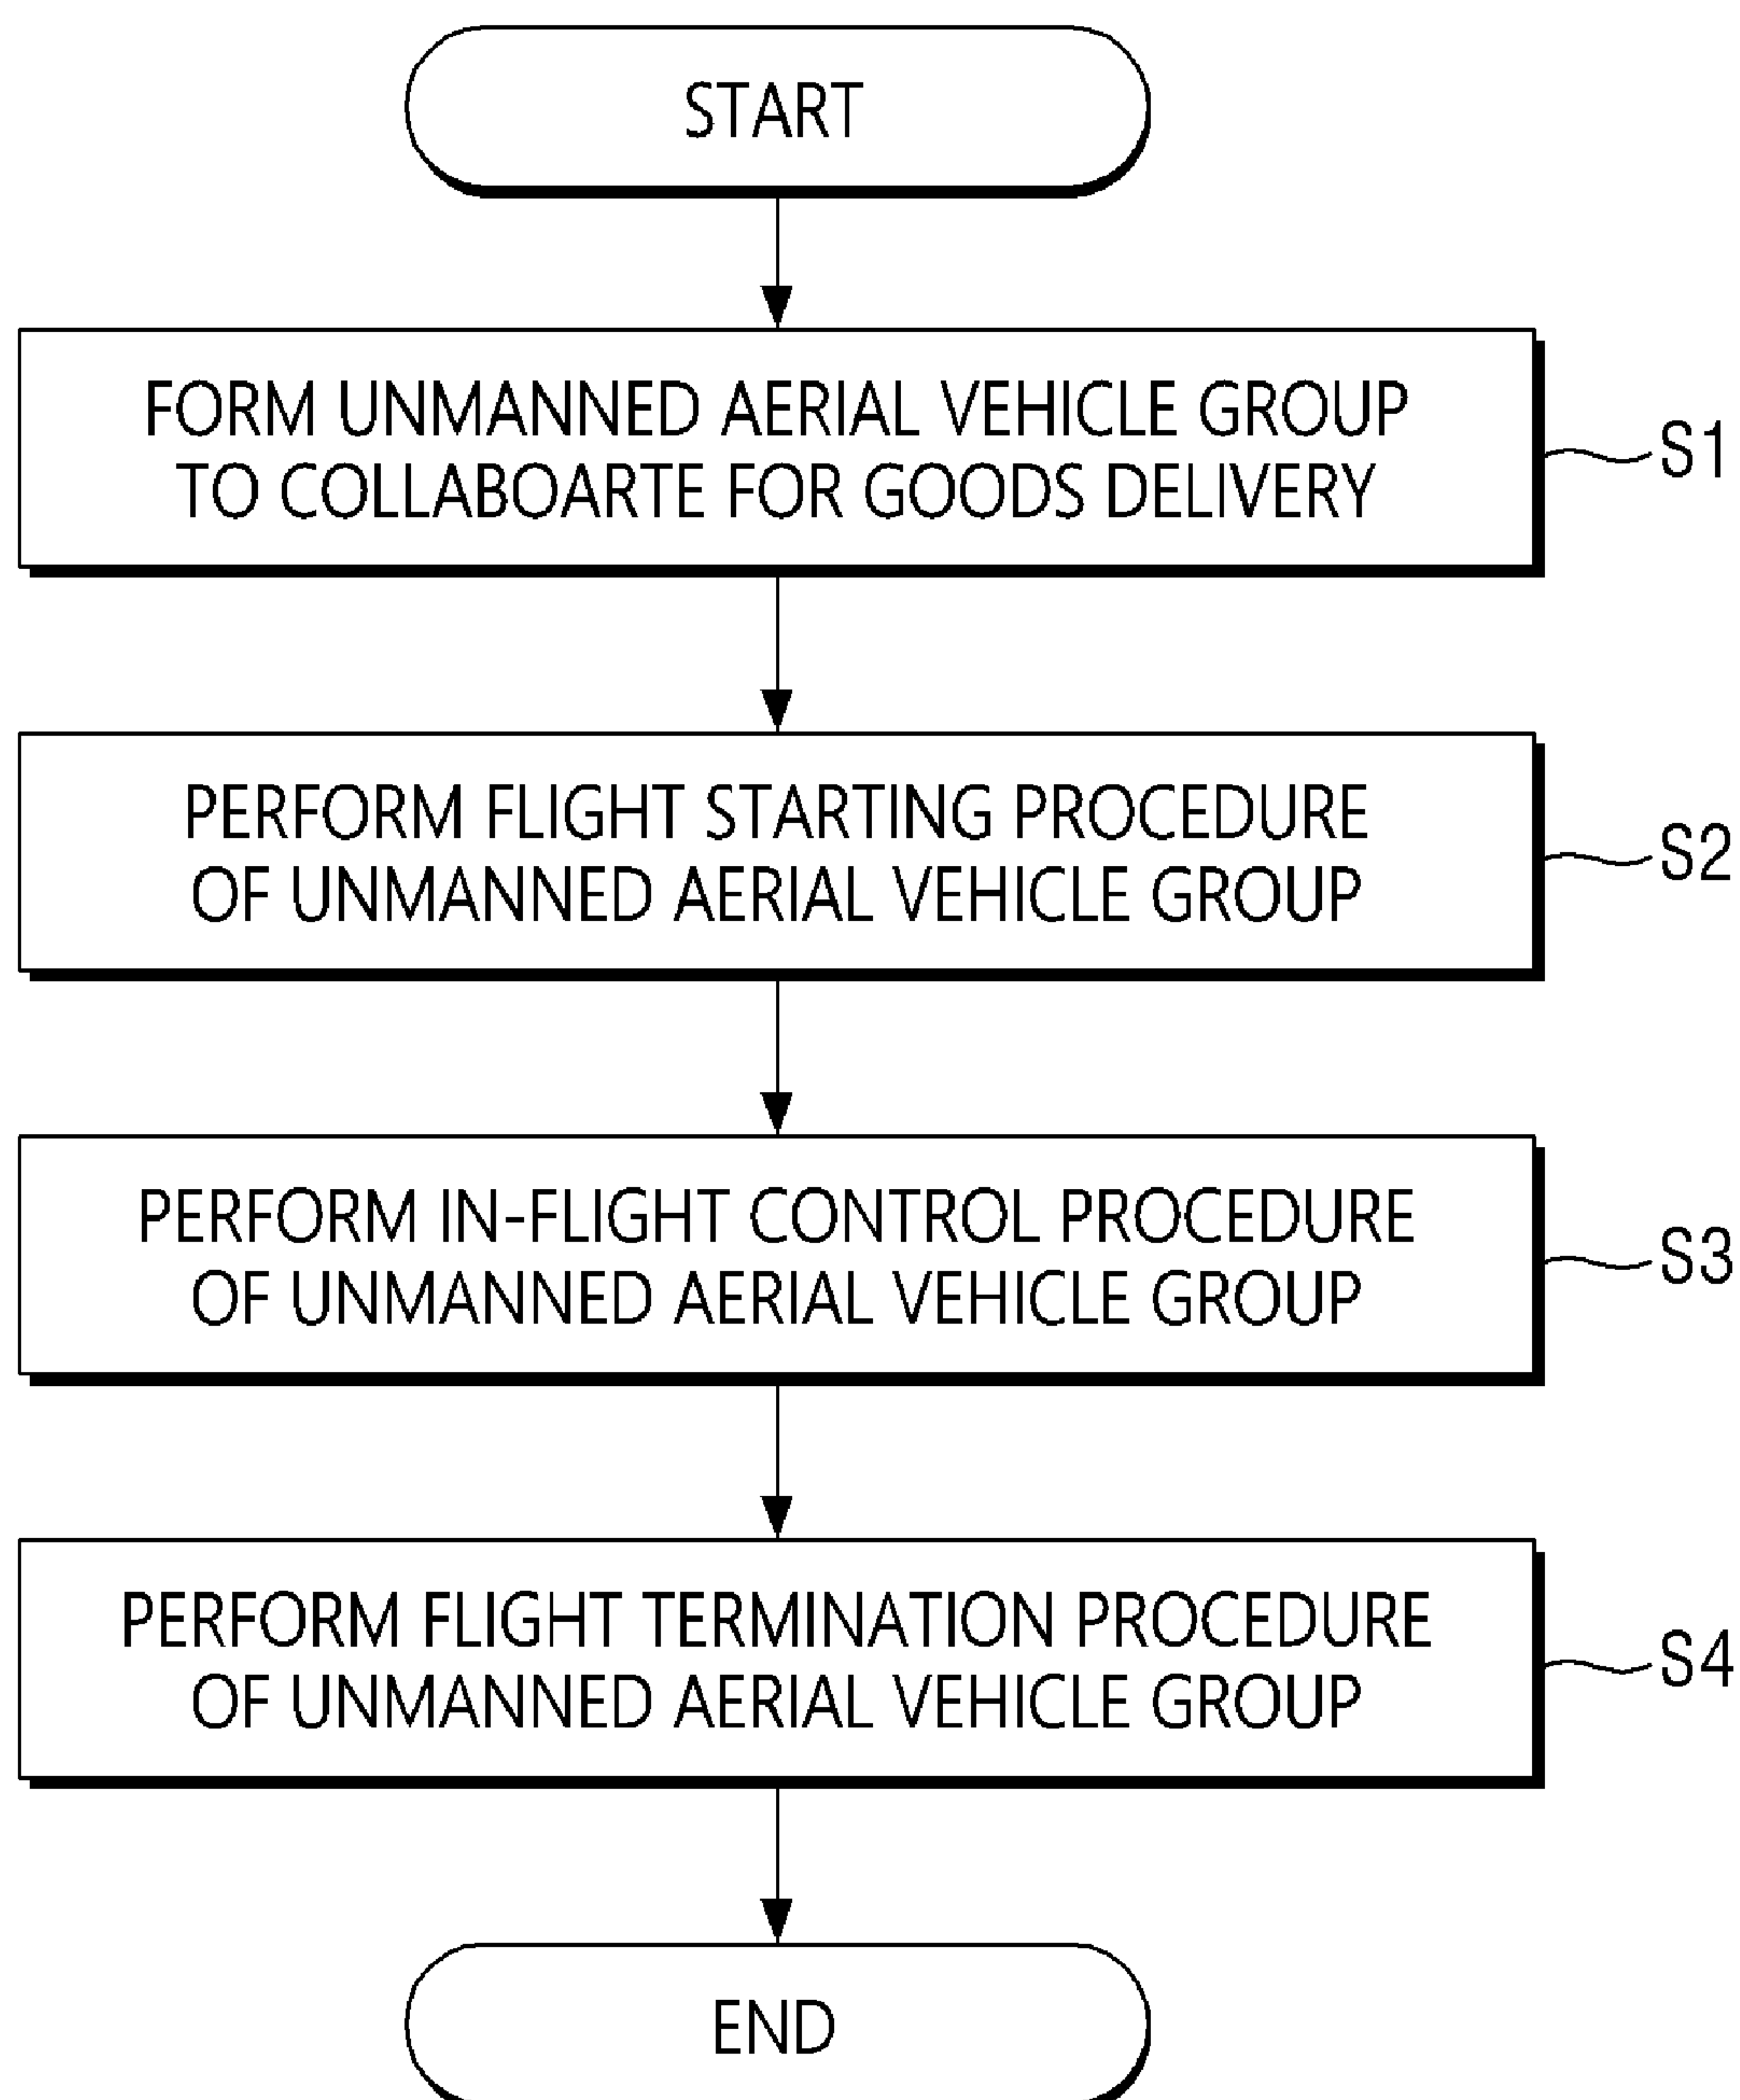 START
FORM UNMANNED AERIAL VEHICLE GROUP
TO COLLABOARTE FOR GOODS DELIVERY
S1
PERFORM FLIGHT STARTING PROCEDURE
OF UNMANNED AERIAL VEHICLE GROUP
S2
PERFORM IN-FLIGHT CONTROL PROCEDURE
OF UNMANNED AERIAL VEHICLE GROUP
S3
PERFORM FLIGHT TERMINATION PROCEDURE
OF UNMANNED AERIAL VEHICLE GROUP
S4
END